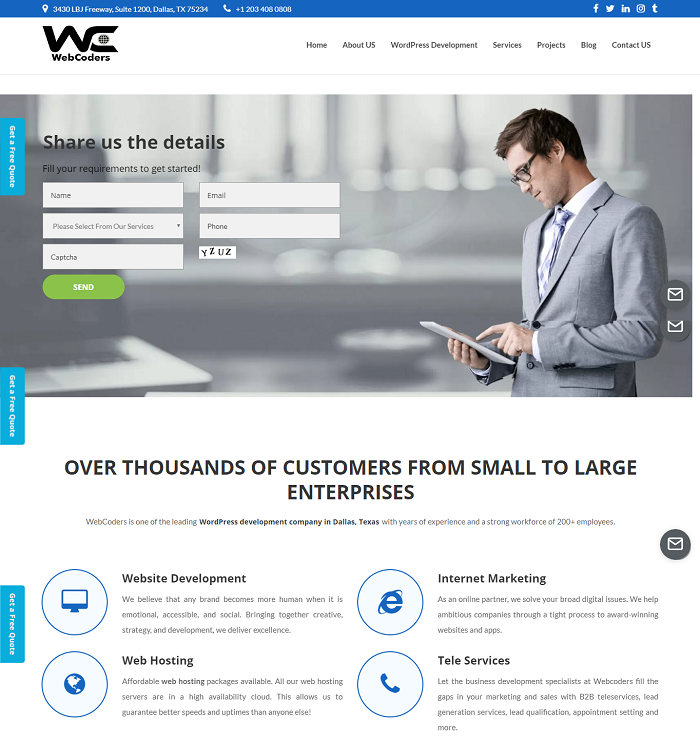 3430 LBJ Freeway, Suite 1200, Dallas, TX 75234 +1 203 408 0808
WC
WebCoders
Home About US WordPress Development Services Projects Blog Contact US
Get a Free Quote
Share us the details
Fill your requirements to get started!
Name Email
Please Select From Our Services Phone
Captcha YZUZ
SEND
Get a Free Quote
OVER THOUSANDS OF CUSTOMERS FROM SMALL TO LARGE
ENTERPRISES
WebCoders is one of the leading WordPress development company in Dallas, Texas with years of experience and a strong workforce of 200+ employees.
Get a Free Quote
Website Development
We believe that any brand becomes more human when it is
emotional, accessible, and social. Bringing together creative,
strategy, and development, we deliver excellence.
Internet Marketing
As an online partner, we solve your broad digital issues. We help
ambitious companies through a tight process to award-winning
websites and apps.
Web Hosting
Affordable web hosting packages available. All our web hosting
servers are in a high availability cloud. This allows us to
guarantee better speeds and uptimes than anyone else!
Tele Services
Let the business development specialists at Webcoders fill the
gaps in your marketing and sales with B2B teleservices, lead
generation services, lead qualification, appointment setting and
more.